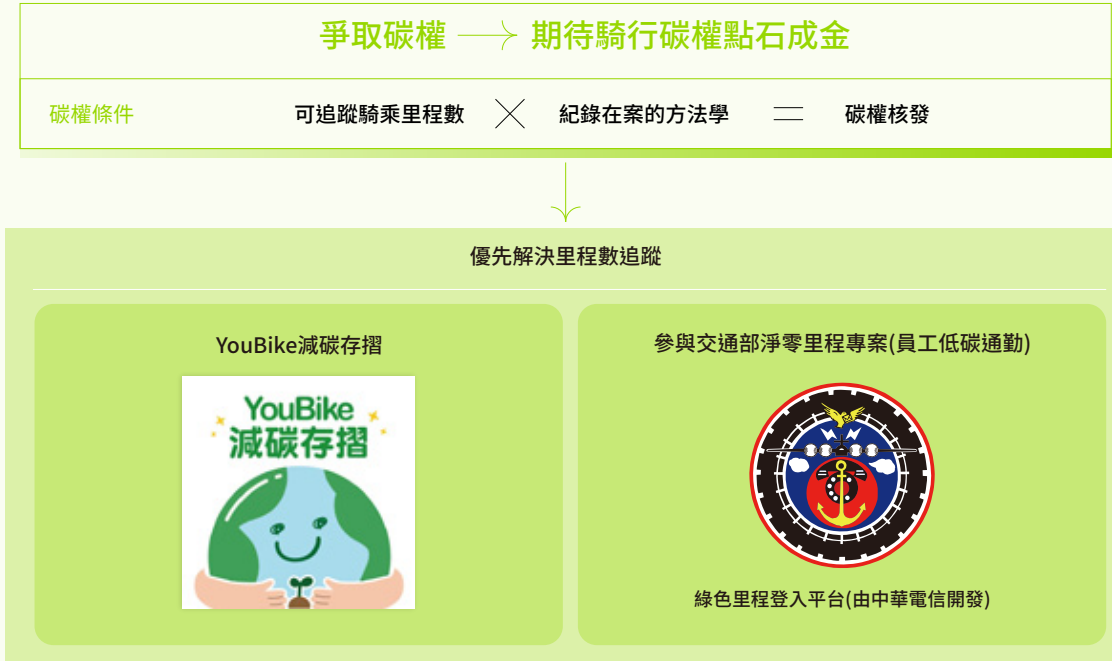 爭取碳權 → 期待騎行碳權點石成金
碳權條件 可追蹤騎乘里程數 × 紀錄在案的方法學 = 碳權核發
優先解決里程數追蹤
YouBike減碳存摺
YouBike
減碳存摺
參與交通部淨零里程專案(員工低碳通勤)
綠色里程登入平台(由中華電信開發)